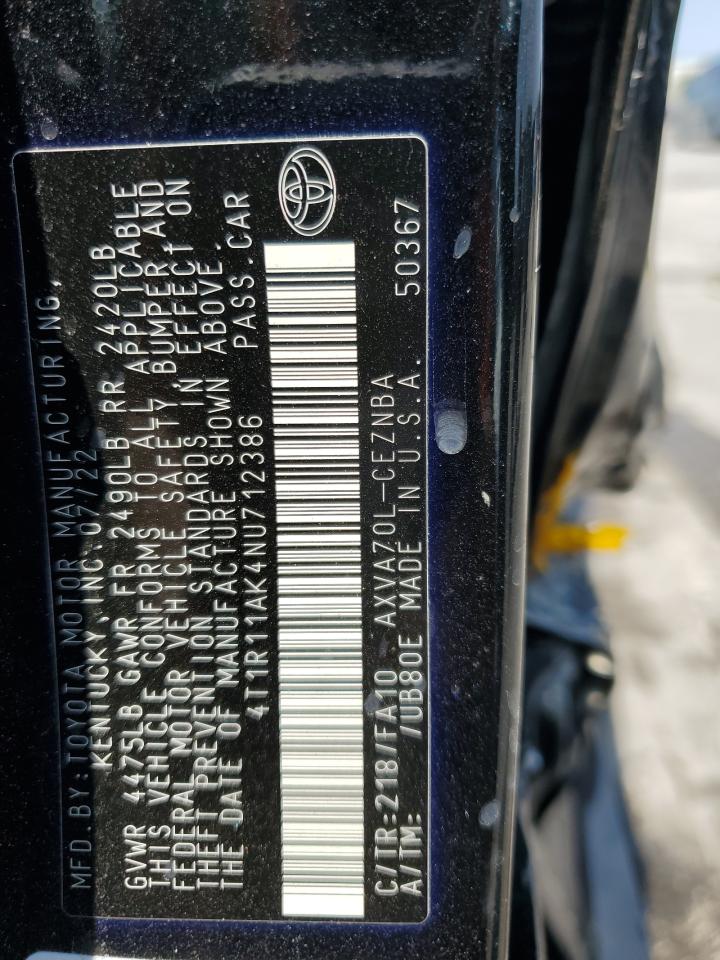 MFD.BY:TOYOTA MOTOR MANUFACTURING,
KENTUCKY,INC.07/22
GVWR 4475LB GAWR FR 2490LB RR 2420LB
THIS VEHICLE CONFORMS TO ALL APPLICABLE
FEDERAL MOTOR VEHICLE SAFETY, BUMPER, AND
THEFT PREVENTION STANDARDS IN EFFECT ON
THE DATE OF MANUFACTURE SHOWN ABOVE.
4T1R11AK4NU712386 PASS.CAR
C/TR:218/FA10 AXVA70L-CEZNBA
A/TM: /UB80E MADE IN U.S.A. 50367